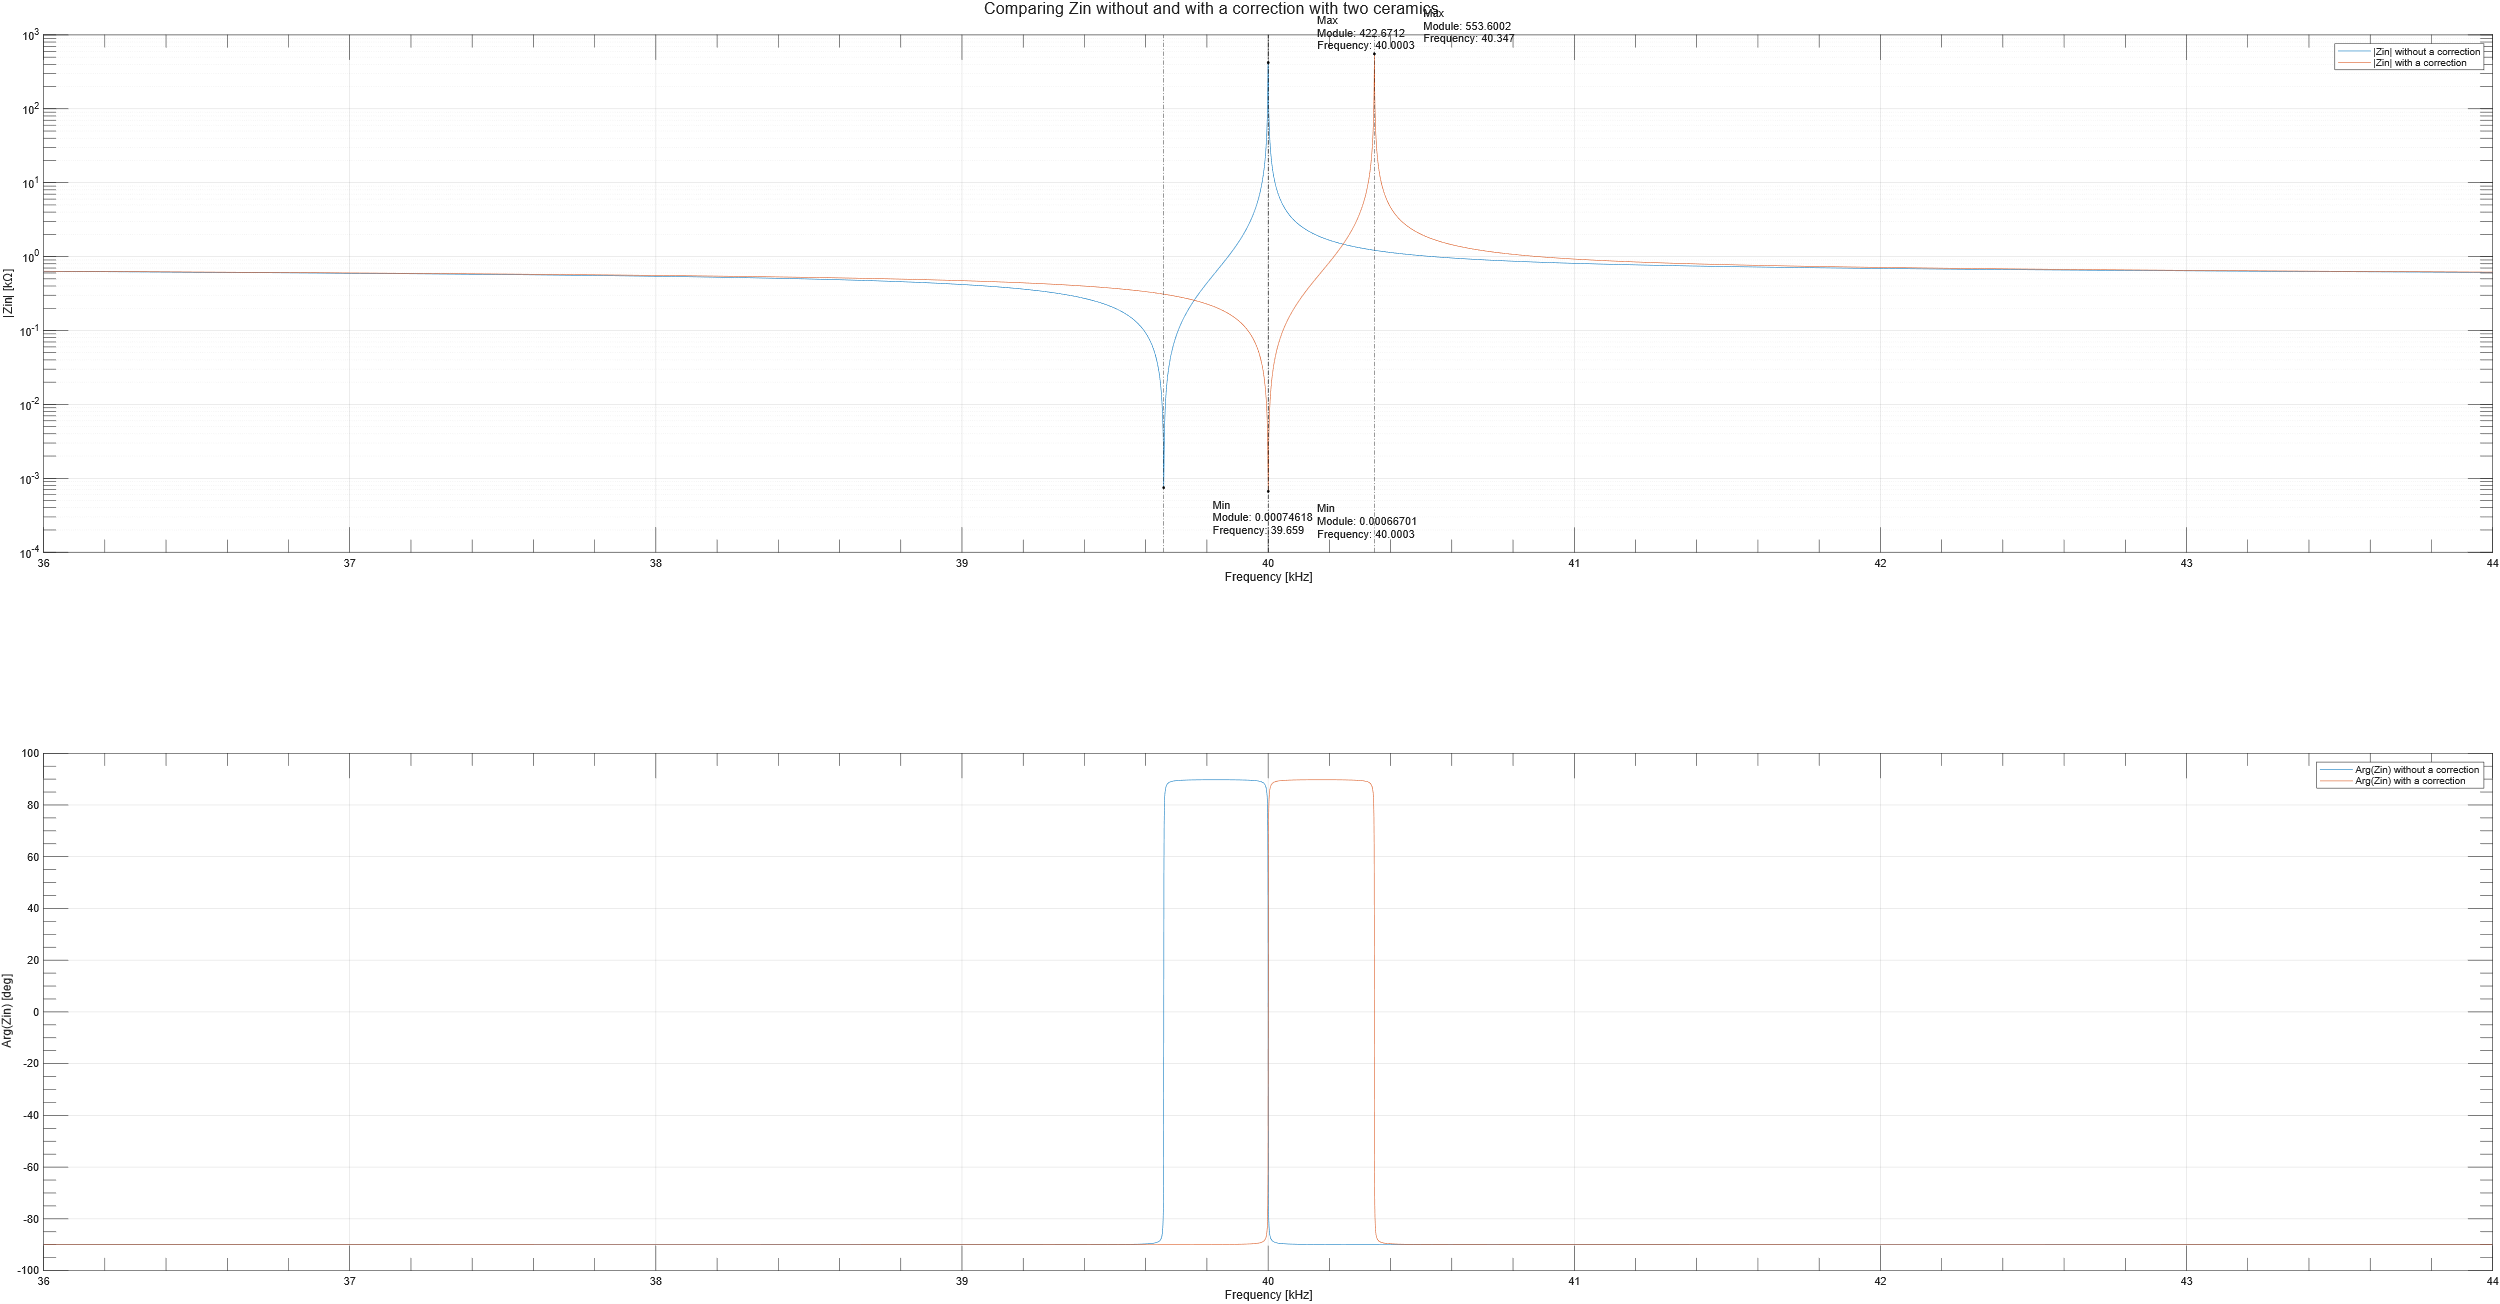 Comparing Zin without and with a correction with two ceramics
Max
Module: 422.6712
Frequency: 40.0003
Max
Module: 553.6002
Frequency: 40.347
|Zin| without a correction
|Zin| with a correction
10^3
10^2
10^1
10^0
10^-1
10^-2
10^-3
10^-4
|Zin| [kΩ]
Min
Module: 0.00074618
Frequency: 39.659
Min
Module: 0.00066701
Frequency: 40.0003
36 37 38 39 40 41 42 43 44
Frequency [kHz]
Arg(Zin) without a correction
Arg(Zin) with a correction
100
80
60
40
20
0
-20
-40
-60
-80
-100
Arg(Zin) [deg]
36 37 38 39 40 41 42 43 44
Frequency [kHz]